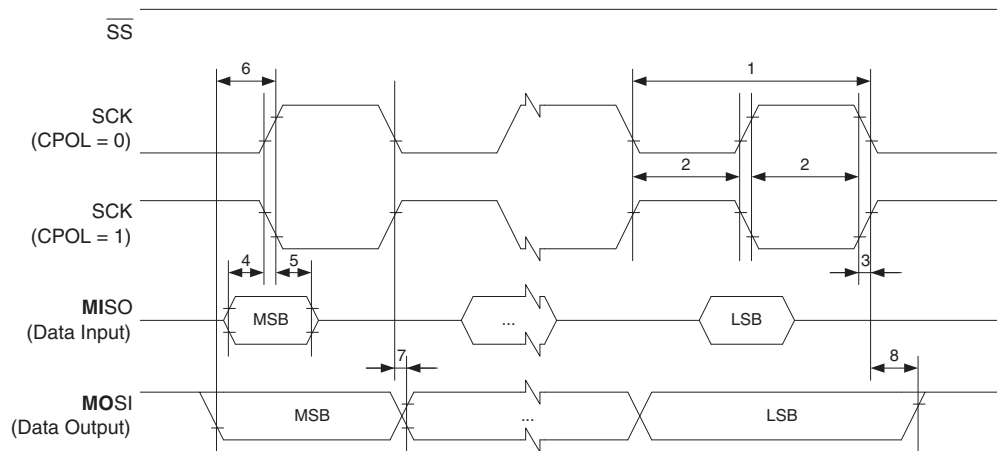 SS
6
1
SCK
(CPOL = 0)
2
2
SCK
(CPOL = 1)
4
5
3
MISO
(Data Input)
MSB
...
LSB
7
8
MOSI
(Data Output)
MSB
...
LSB